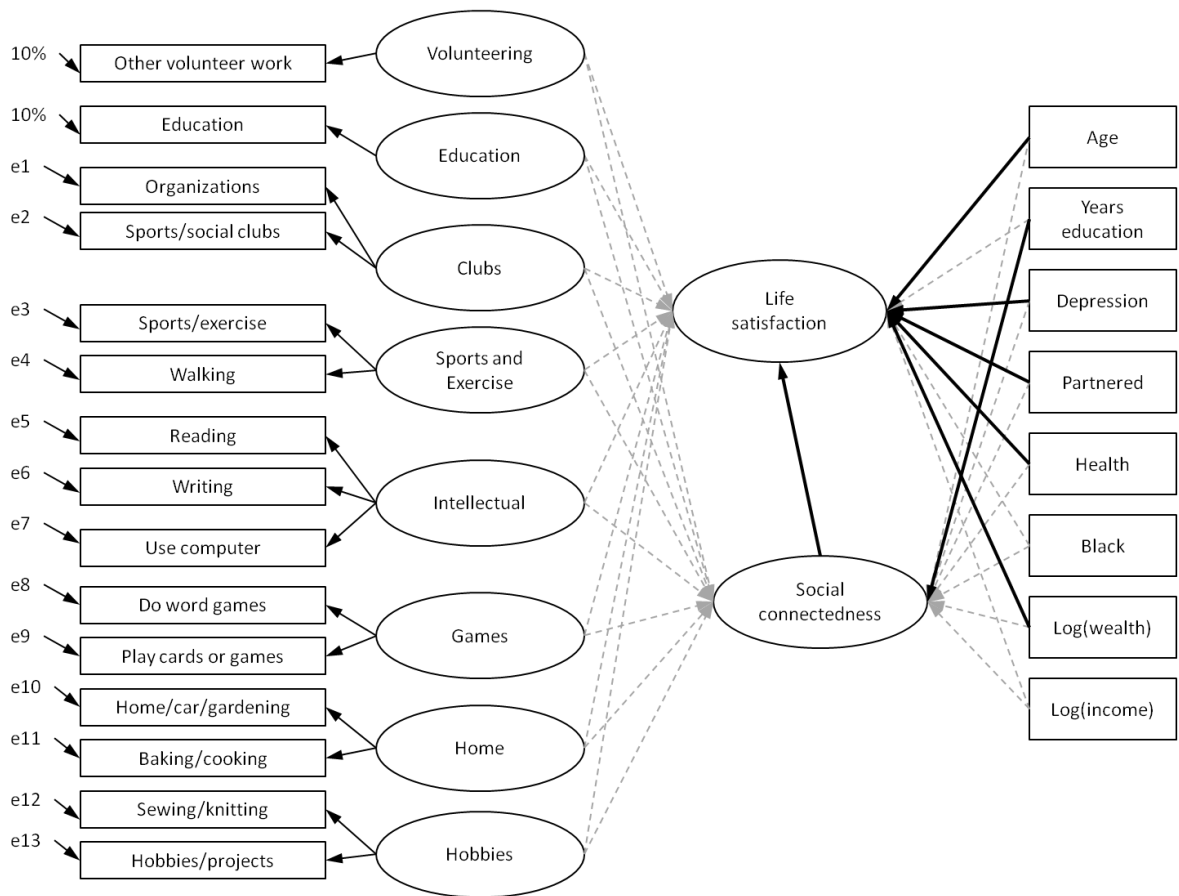 10%
Other volunteer work
Volunteering
10%
Education
Education
e1
Organizations
e2
Sports/social clubs
Clubs
e3
Sports/exercise
e4
Walking
Sports and
Exercise
e5
Reading
e6
Writing
e7
Use computer
Intellectual
e8
Do word games
e9
Play cards or games
Games
e10
Home/car/gardening
e11
Baking/cooking
Home
e12
Sewing/knitting
e13
Hobbies/projects
Hobbies
Life
satisfaction
Social
connectedness
Age
Years
education
Depression
Partnered
Health
Black
Log(wealth)
Log(income)